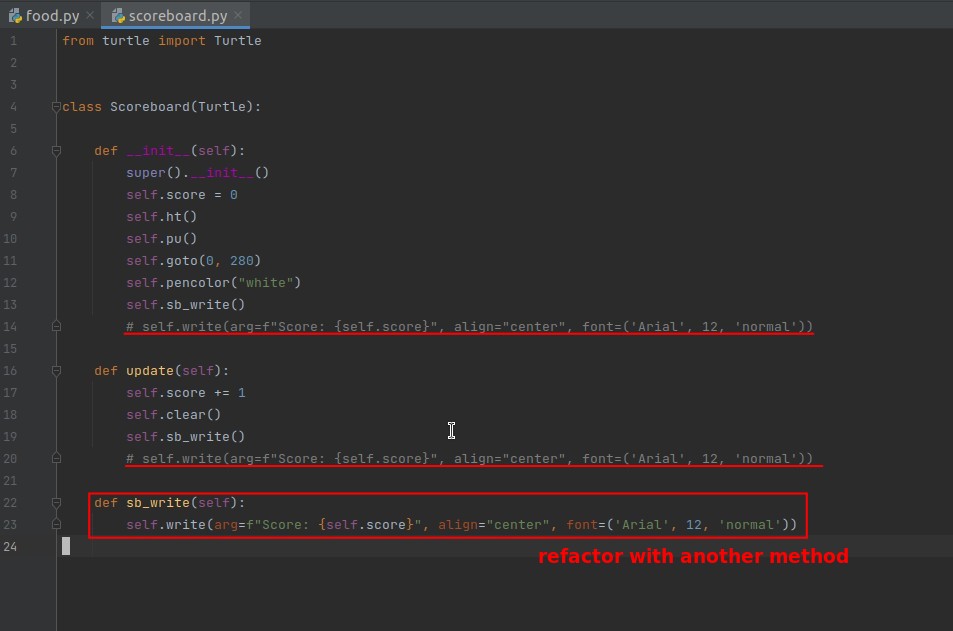 food.py × scoreboard.py ×
1 from turtle import Turtle
2
3
4 class Scoreboard(Turtle):
5
6 def __init__(self):
7 super().__init__()
8 self.score = 0
9 self.ht()
10 self.pu()
11 self.goto(0, 280)
12 self.pencolor("white")
13 self.sb_write()
14 # self.write(arg=f"Score: {self.score}", align="center", font=('Arial', 12, 'normal'))
15
16 def update(self):
17 self.score += 1
18 self.clear()
19 self.sb_write()
20 # self.write(arg=f"Score: {self.score}", align="center", font=('Arial', 12, 'normal'))
21
22 def sb_write(self):
23 self.write(arg=f"Score: {self.score}", align="center", font=('Arial', 12, 'normal'))
24
refactor with another method